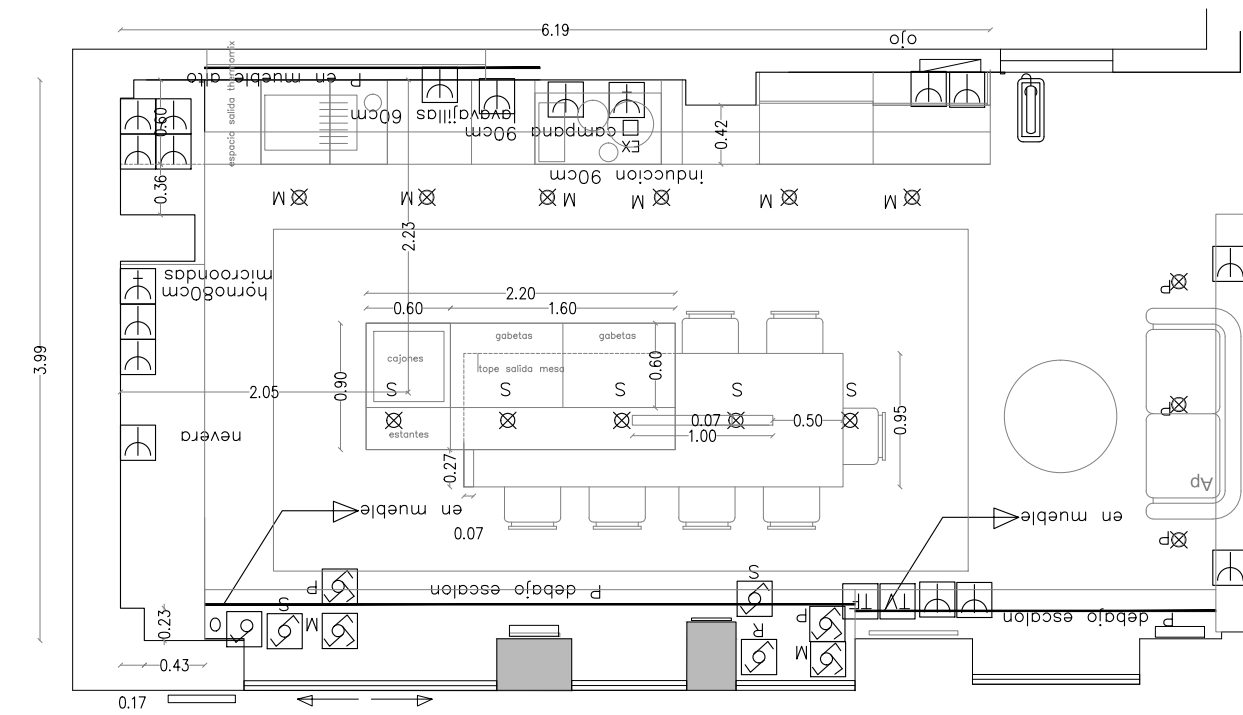 6.19
ojo
P en mueble alto
espacio salida thermomix
0.60
lavavajillas 60cm
campana 90cm
EX
0.42
induccion 90cm
0.36
M
M
M
M
M
M
2.23
microondas
horno80cm
P
2.20
0.60
1.60
gabetas
gabetas
cajones
0.60
tope salida mesa
3.99
2.05
0.90
S
S
S
S
S
P
0.07
0.50
0.95
1.00
estantes
nevera
0.27
Ap
en mueble
en mueble
0.07
P
P
P debajo escalon
S
TV
TT
P debajo escalon
S
O
M
P
R
M
0.23
0.43
0.17